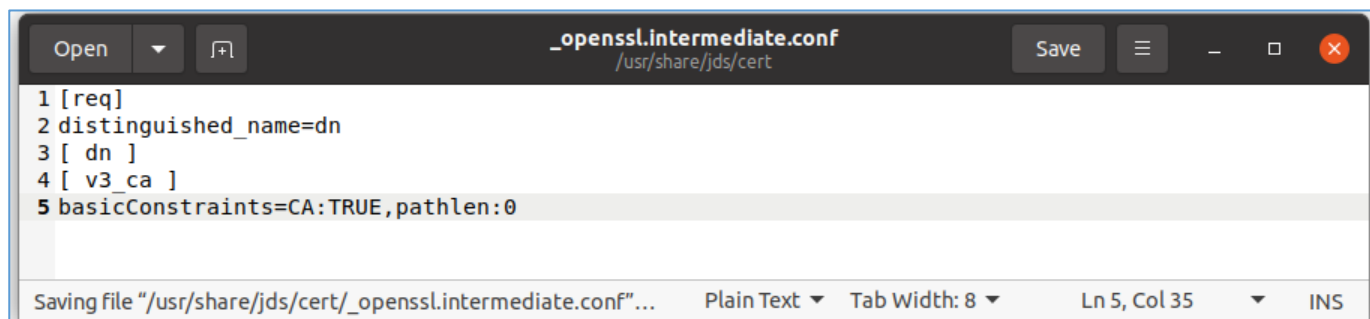 Open
_openssl.intermediate.conf
/usr/share/jds/cert
Save
1 [req]
2 distinguished_name=dn
3 [ dn ]
4 [ v3_ca ]
5 basicConstraints=CA:TRUE,pathlen:0
Saving file “/usr/share/jds/cert/_openssl.intermediate.conf”... Plain Text Tab Width: 8 Ln 5, Col 35 INS